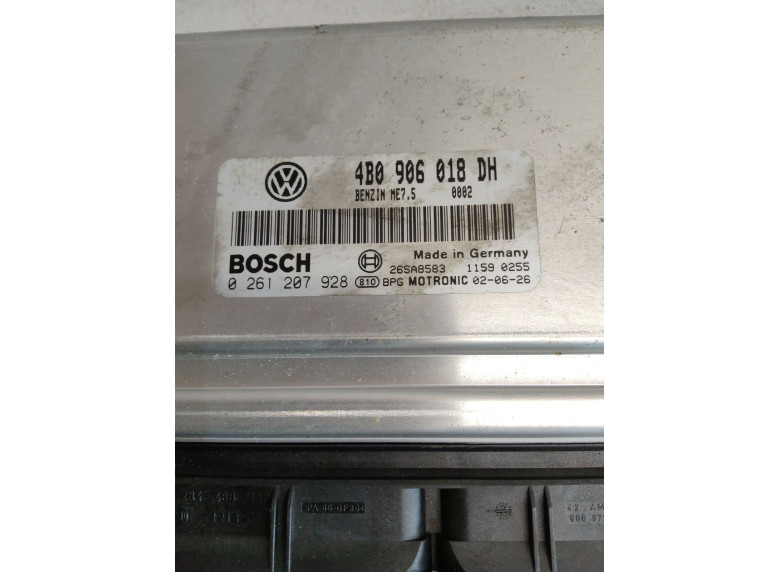 4B0 906 018 DH
BENZIN ME7.5 0002
Made in Germany
BOSCH 26SA8583 1159 0255
0 261 207 928 810 BPG MOTRONIC 02-06-26